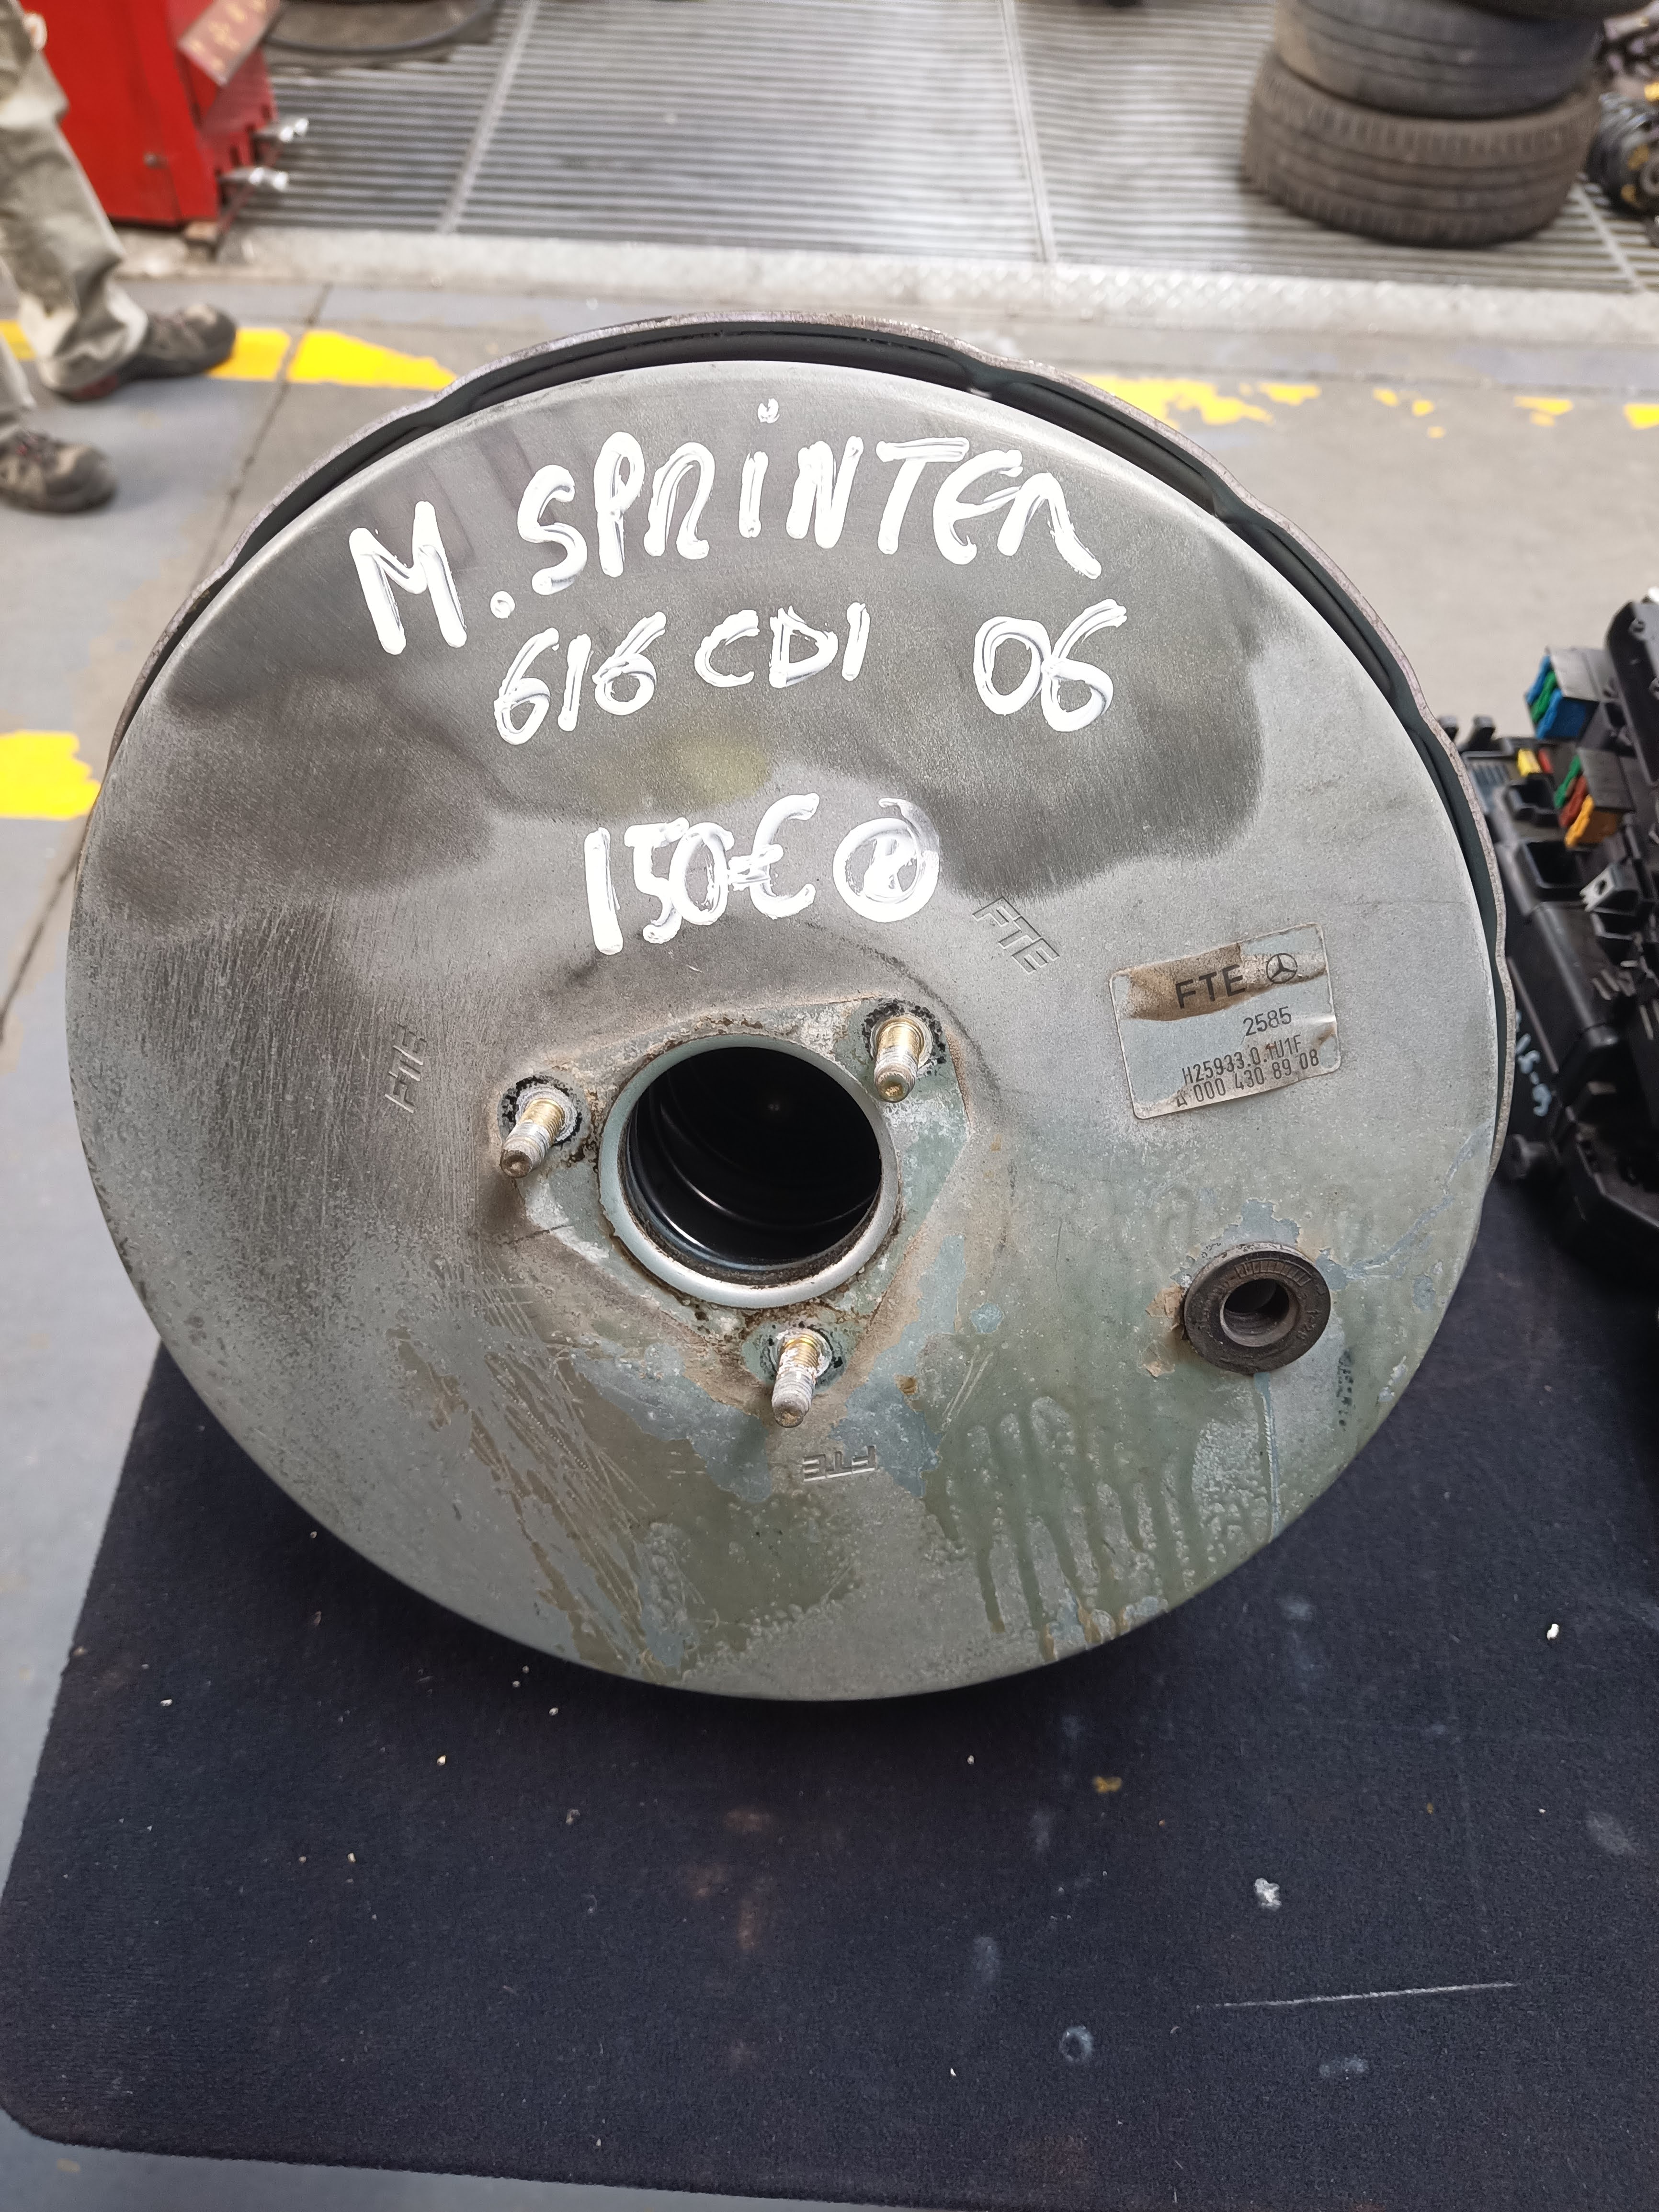 M. SPRiNTER
616 CDI 06
150€ R
FTE
FTE
2585
H25933.0.1U1F
A 000 430 89 08
FTE
FTE